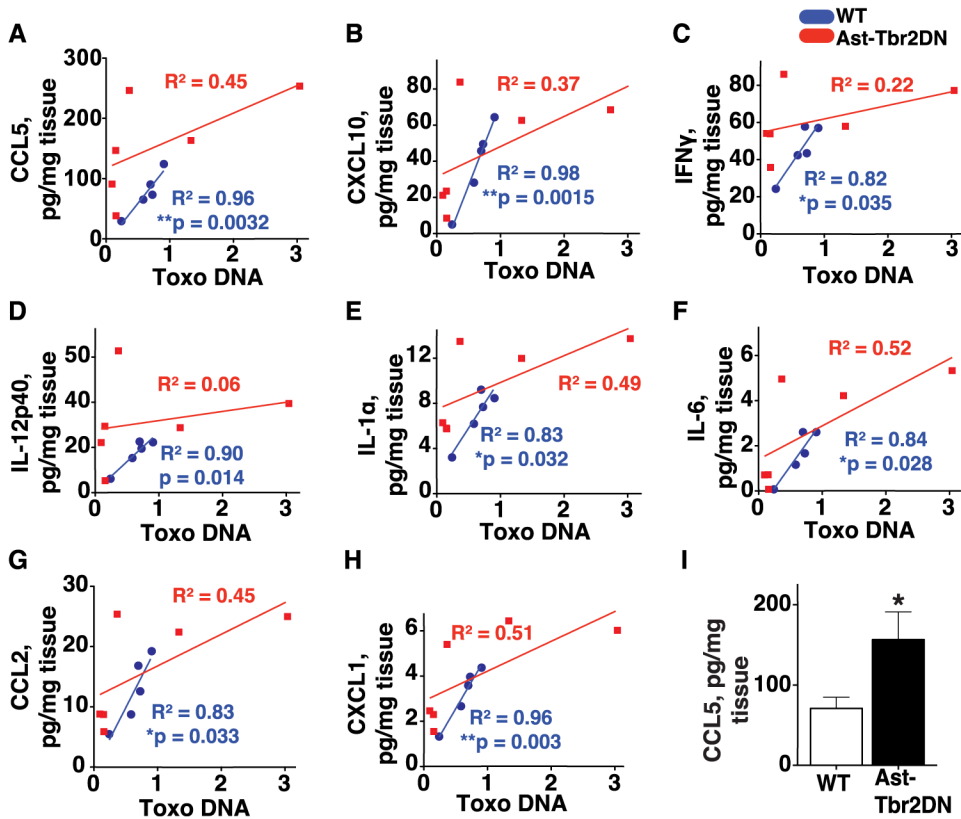 WT
Ast-Tbr2DN
A
CCL5,
pg/mg tissue
300
200
100
0
R² = 0.45
R² = 0.96
**p = 0.0032
0 1 2 3
Toxo DNA
B
CXCL10,
pg/mg tissue
80
60
40
20
0
R² = 0.37
R² = 0.98
**p = 0.0015
0 1 2 3
Toxo DNA
C
IFNγ,
pg/mg tissue
80
60
40
20
0
R² = 0.22
R² = 0.82
*p = 0.035
0 1 2 3
Toxo DNA
D
IL-12p40,
pg/mg tissue
50
40
20
0
R² = 0.06
R² = 0.90
p = 0.014
0 1 2 3
Toxo DNA
E
IL-1α,
pg/mg tissue
12
8
4
0
R² = 0.49
R² = 0.83
*p = 0.032
0 1 2 3
Toxo DNA
F
IL-6,
pg/mg tissue
6
4
2
0
R² = 0.52
R² = 0.84
*p = 0.028
0 1 2 3
Toxo DNA
G
CCL2,
pg/mg tissue
30
20
10
0
R² = 0.45
R² = 0.83
*p = 0.033
0 1 2 3
Toxo DNA
H
CXCL1,
pg/mg tissue
6
4
2
0
R² = 0.51
R² = 0.96
**p = 0.003
0 1 2 3
Toxo DNA
I
CCL5, pg/mg
tissue
200
100
0
*
WT
Ast-
Tbr2DN